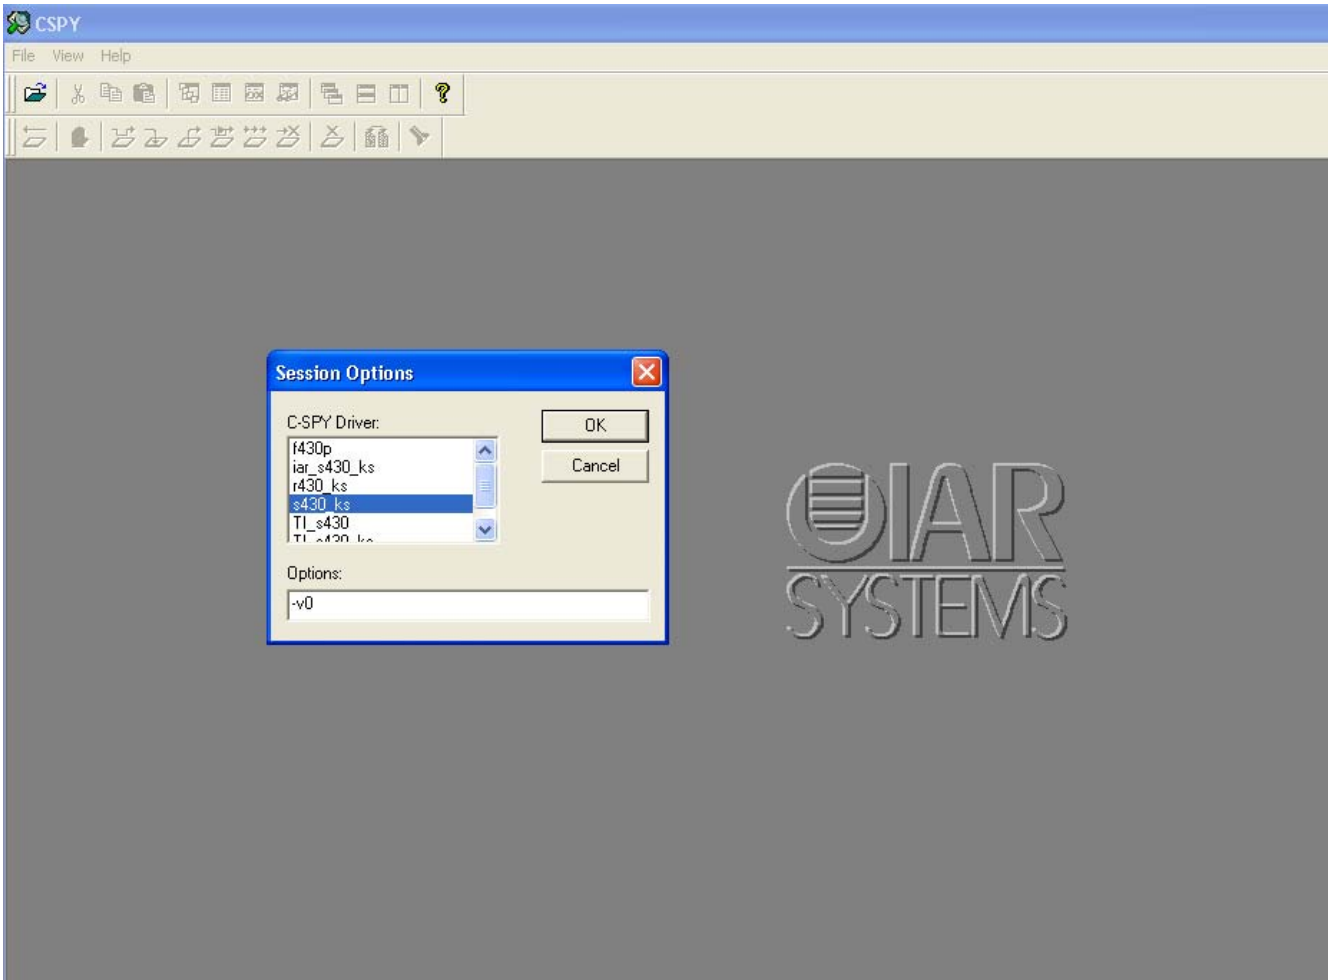 CSPY
File View Help
Session Options
C-SPY Driver:
f430p
iar_s430_ks
r430_ks
s430_ks
TI_s430
TI_s430_ks
OK
Cancel
Options:
-v0
IAR
SYSTEMS